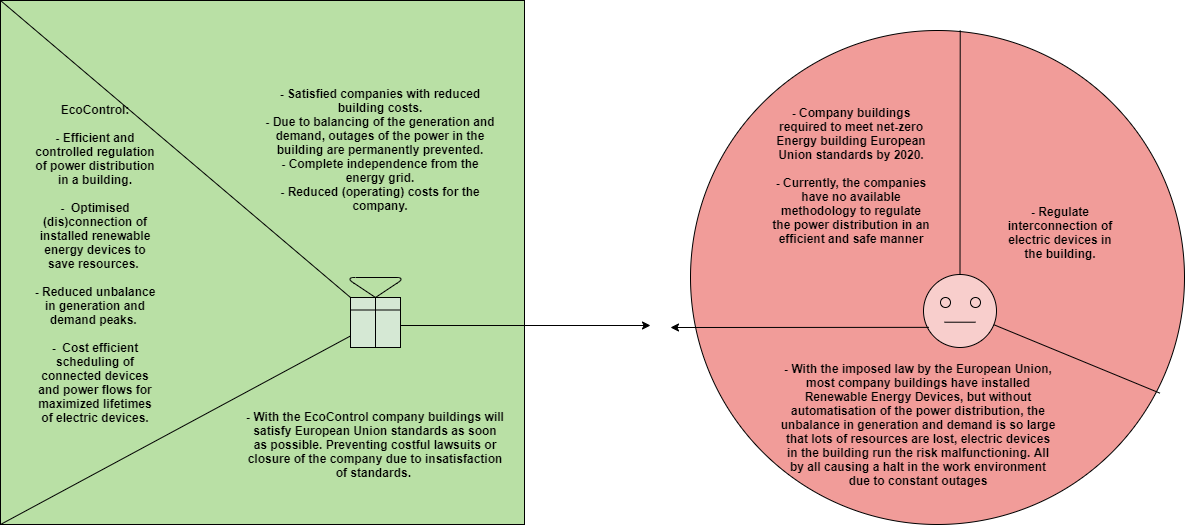 EcoControl:
- Efficient and
controlled regulation
of power distribution
in a building.
- Optimised
(dis)connection of
installed renewable
energy devices to
save resources.
- Reduced unbalance
in generation and
demand peaks.
- Cost efficient
scheduling of
connected devices
and power flows for
maximized lifetimes
of electric devices.
- Satisfied companies with reduced
building costs.
- Due to balancing of the generation and
demand, outages of the power in the
building are permanently prevented.
- Complete independence from the
energy grid.
- Reduced (operating) costs for the
company.
- With the EcoControl company buildings will
satisfy European Union standards as soon
as possible. Preventing costful lawsuits or
closure of the company due to insatisfaction
of standards.
- Company buildings
required to meet net-zero
Energy building European
Union standards by 2020.
- Currently, the companies
have no available
methodology to regulate
the power distribution in an
efficient and safe manner
- Regulate
interconnection of
electric devices in
the building.
- With the imposed law by the European Union,
most company buildings have installed
Renewable Energy Devices, but without
automatisation of the power distribution, the
unbalance in generation and demand is so large
that lots of resources are lost, electric devices
in the building run the risk malfunctioning. All
by all causing a halt in the work environment
due to constant outages